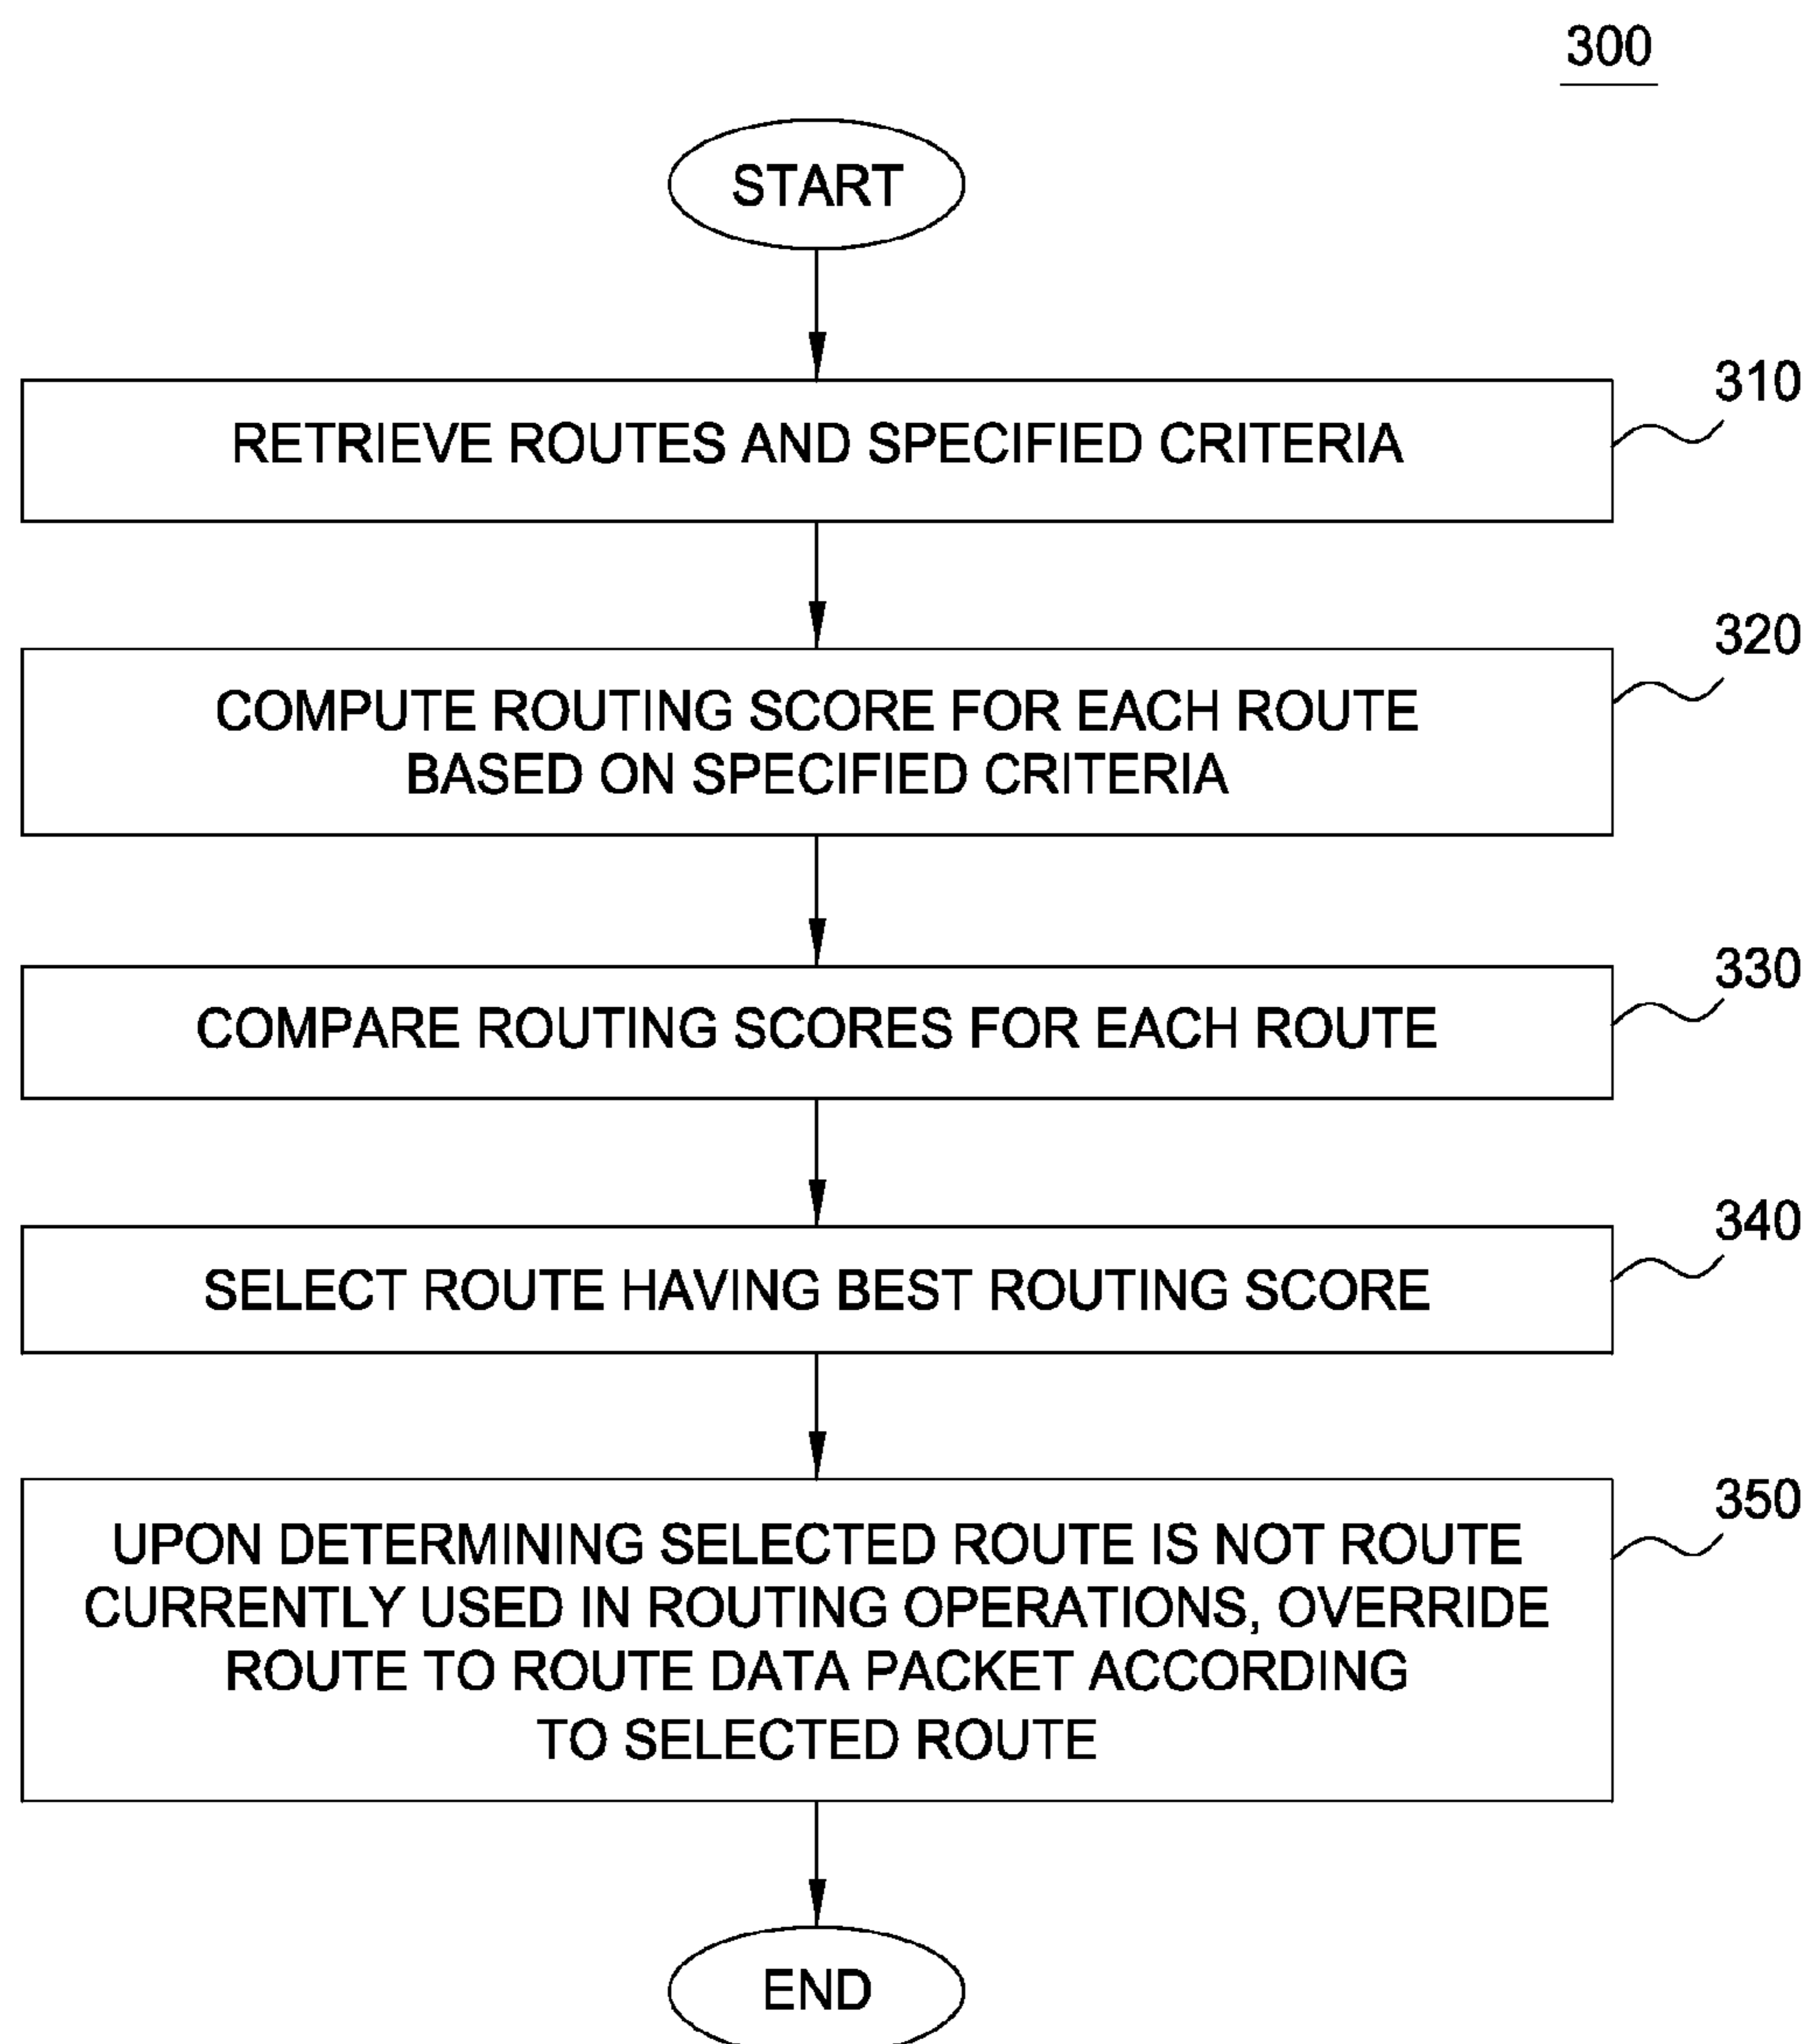 300
START
310
RETRIEVE ROUTES AND SPECIFIED CRITERIA
320
COMPUTE ROUTING SCORE FOR EACH ROUTE
BASED ON SPECIFIED CRITERIA
330
COMPARE ROUTING SCORES FOR EACH ROUTE
340
SELECT ROUTE HAVING BEST ROUTING SCORE
350
UPON DETERMINING SELECTED ROUTE IS NOT ROUTE
CURRENTLY USED IN ROUTING OPERATIONS, OVERRIDE
ROUTE TO ROUTE DATA PACKET ACCORDING
TO SELECTED ROUTE
END